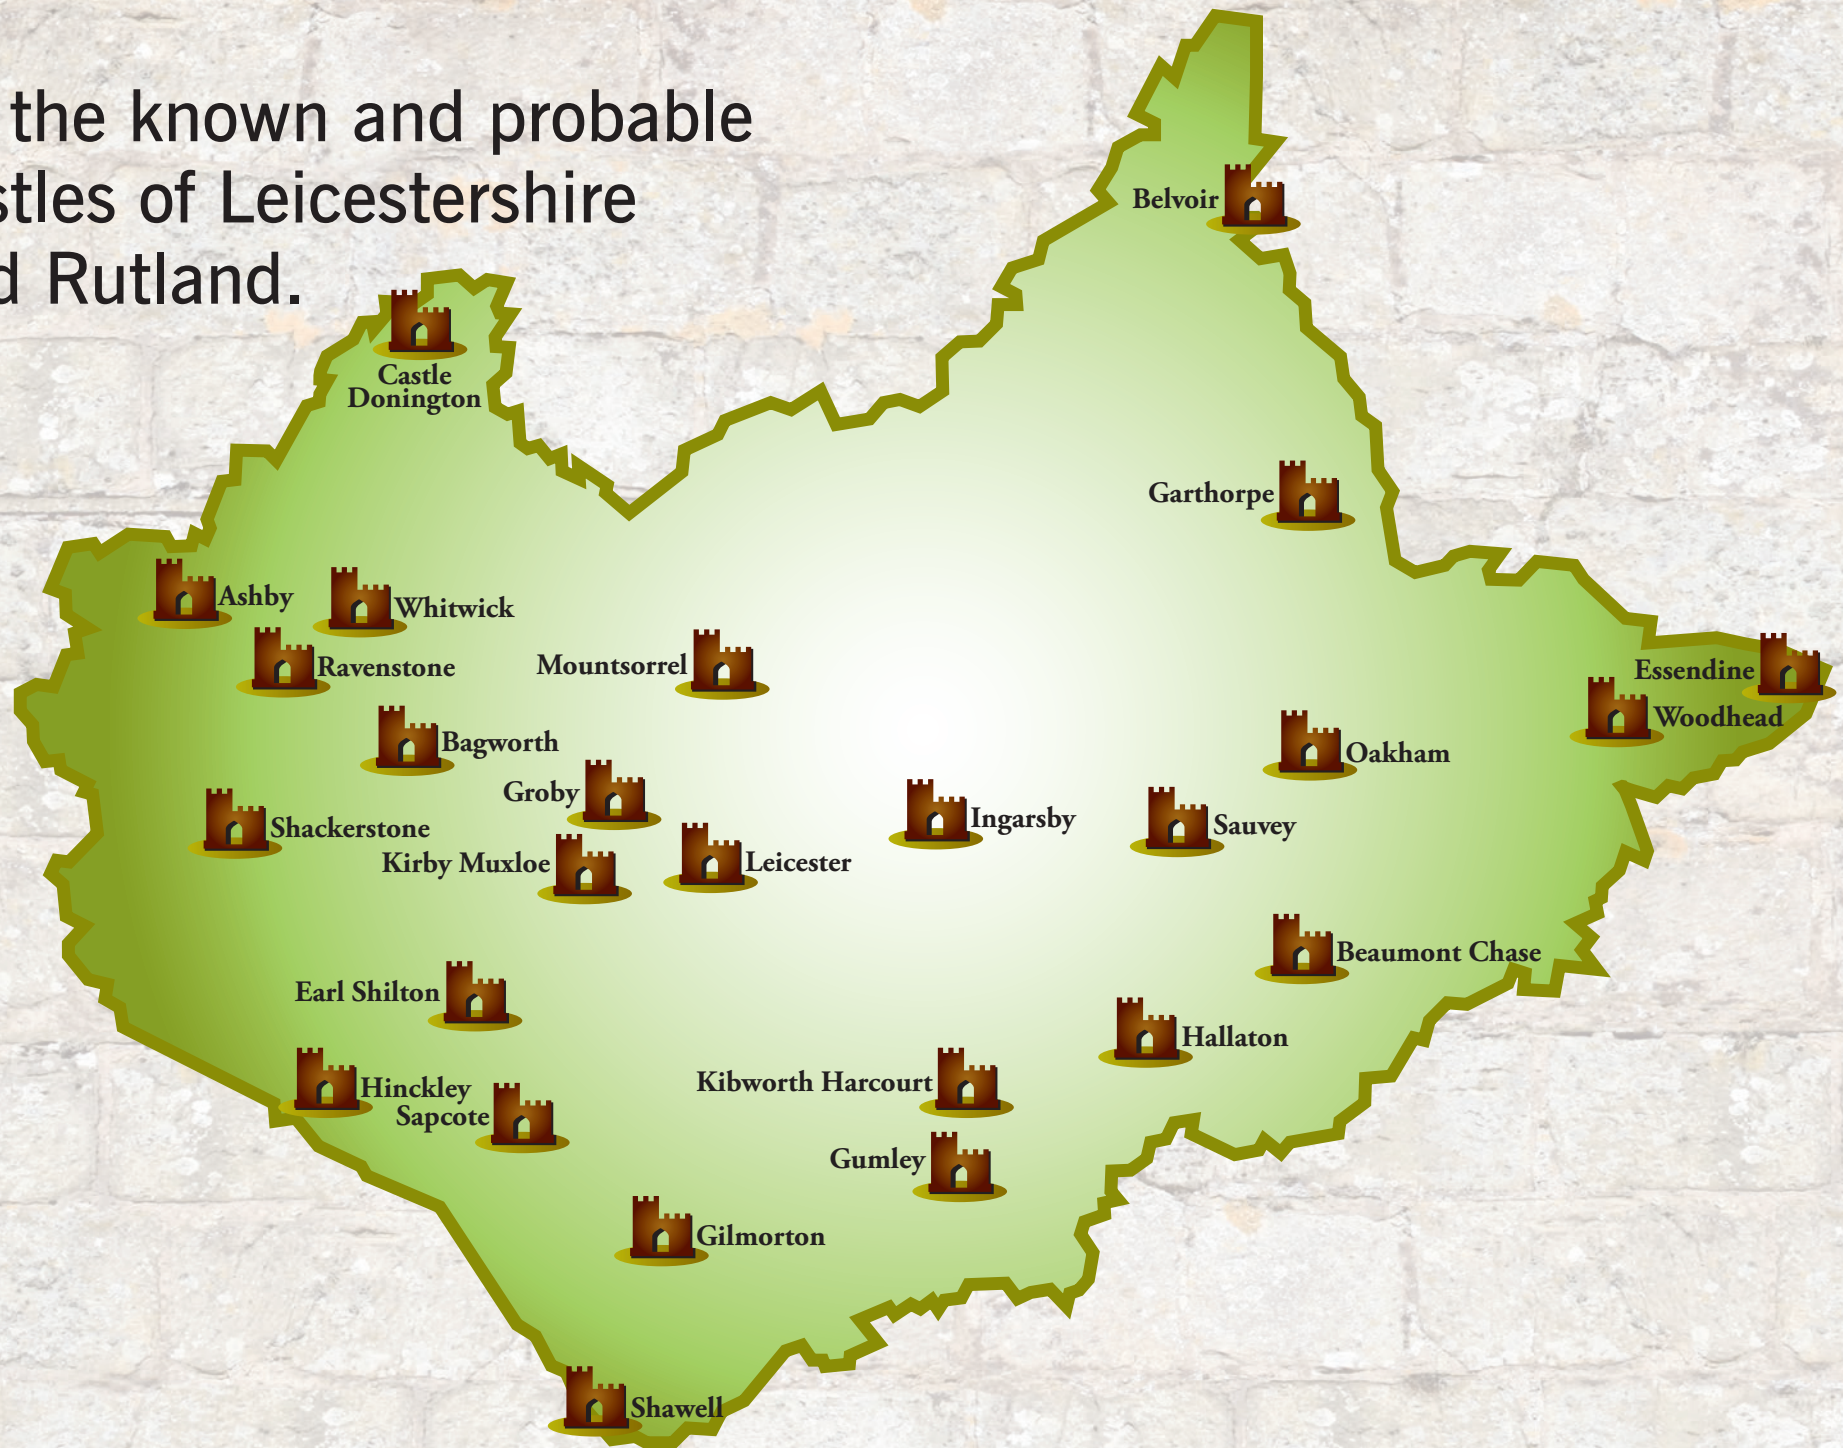 the known and probable
stles of Leicestershire
d Rutland.
Belvoir
Castle
Donington
Garthorpe
Ashby
Whitwick
Ravenstone
Mountsorrel
Essendine
Woodhead
Bagworth
Oakham
Groby
Ingarsby
Sauvey
Shackerstone
Kirby Muxloe
Leicester
Beaumont Chase
Earl Shilton
Hallaton
Kibworth Harcourt
Hinckley
Sapcote
Gumley
Gilmorton
Shawell